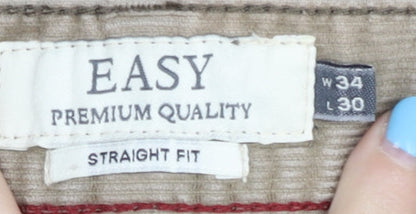 EASY
PREMIUM QUALITY
W 34
L 30
STRAIGHT FIT